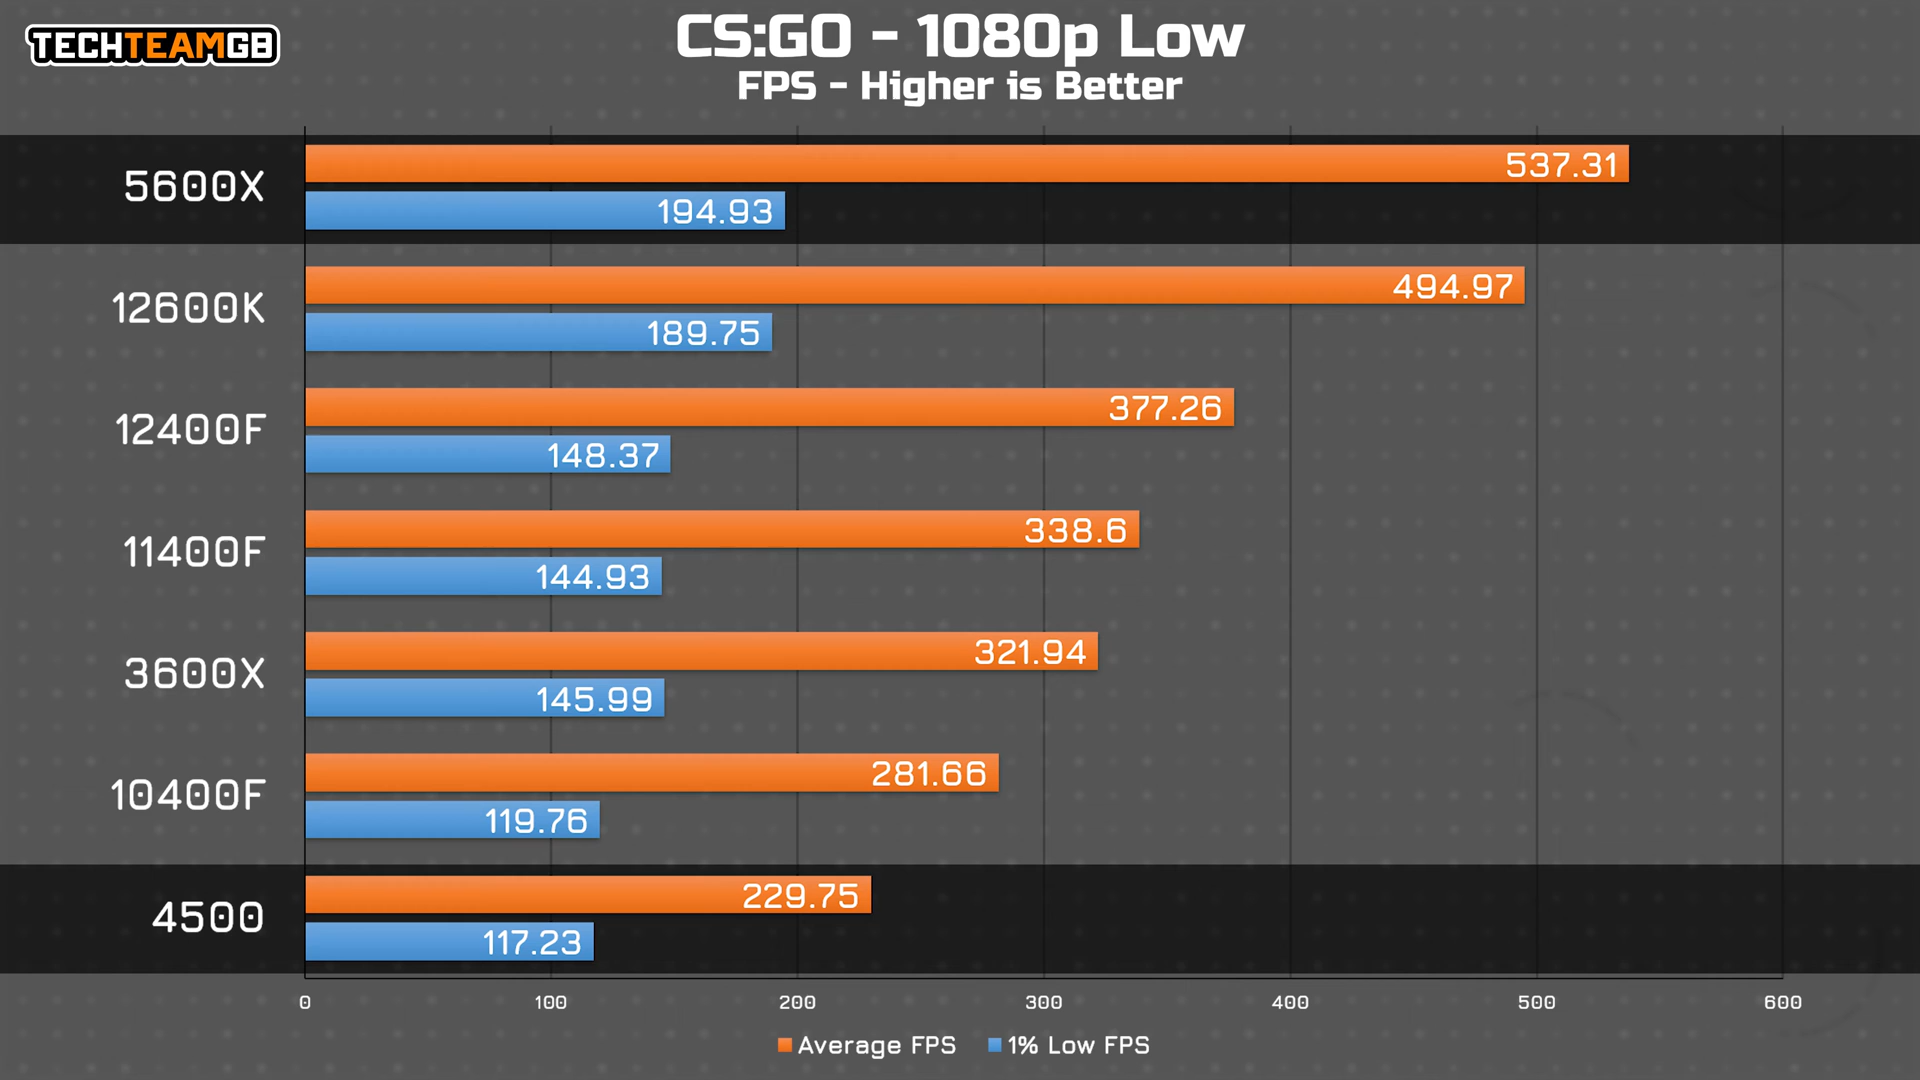 TECHTEAMGB
CS:GO - 1080p Low
FPS - Higher is Better
5600X
537.31
194.93
12600K
494.97
189.75
12400F
377.26
148.37
11400F
338.6
144.93
3600X
321.94
145.99
10400F
281.66
119.76
4500
229.75
117.23
0 100 200 300 400 500 600
Average FPS 1% Low FPS